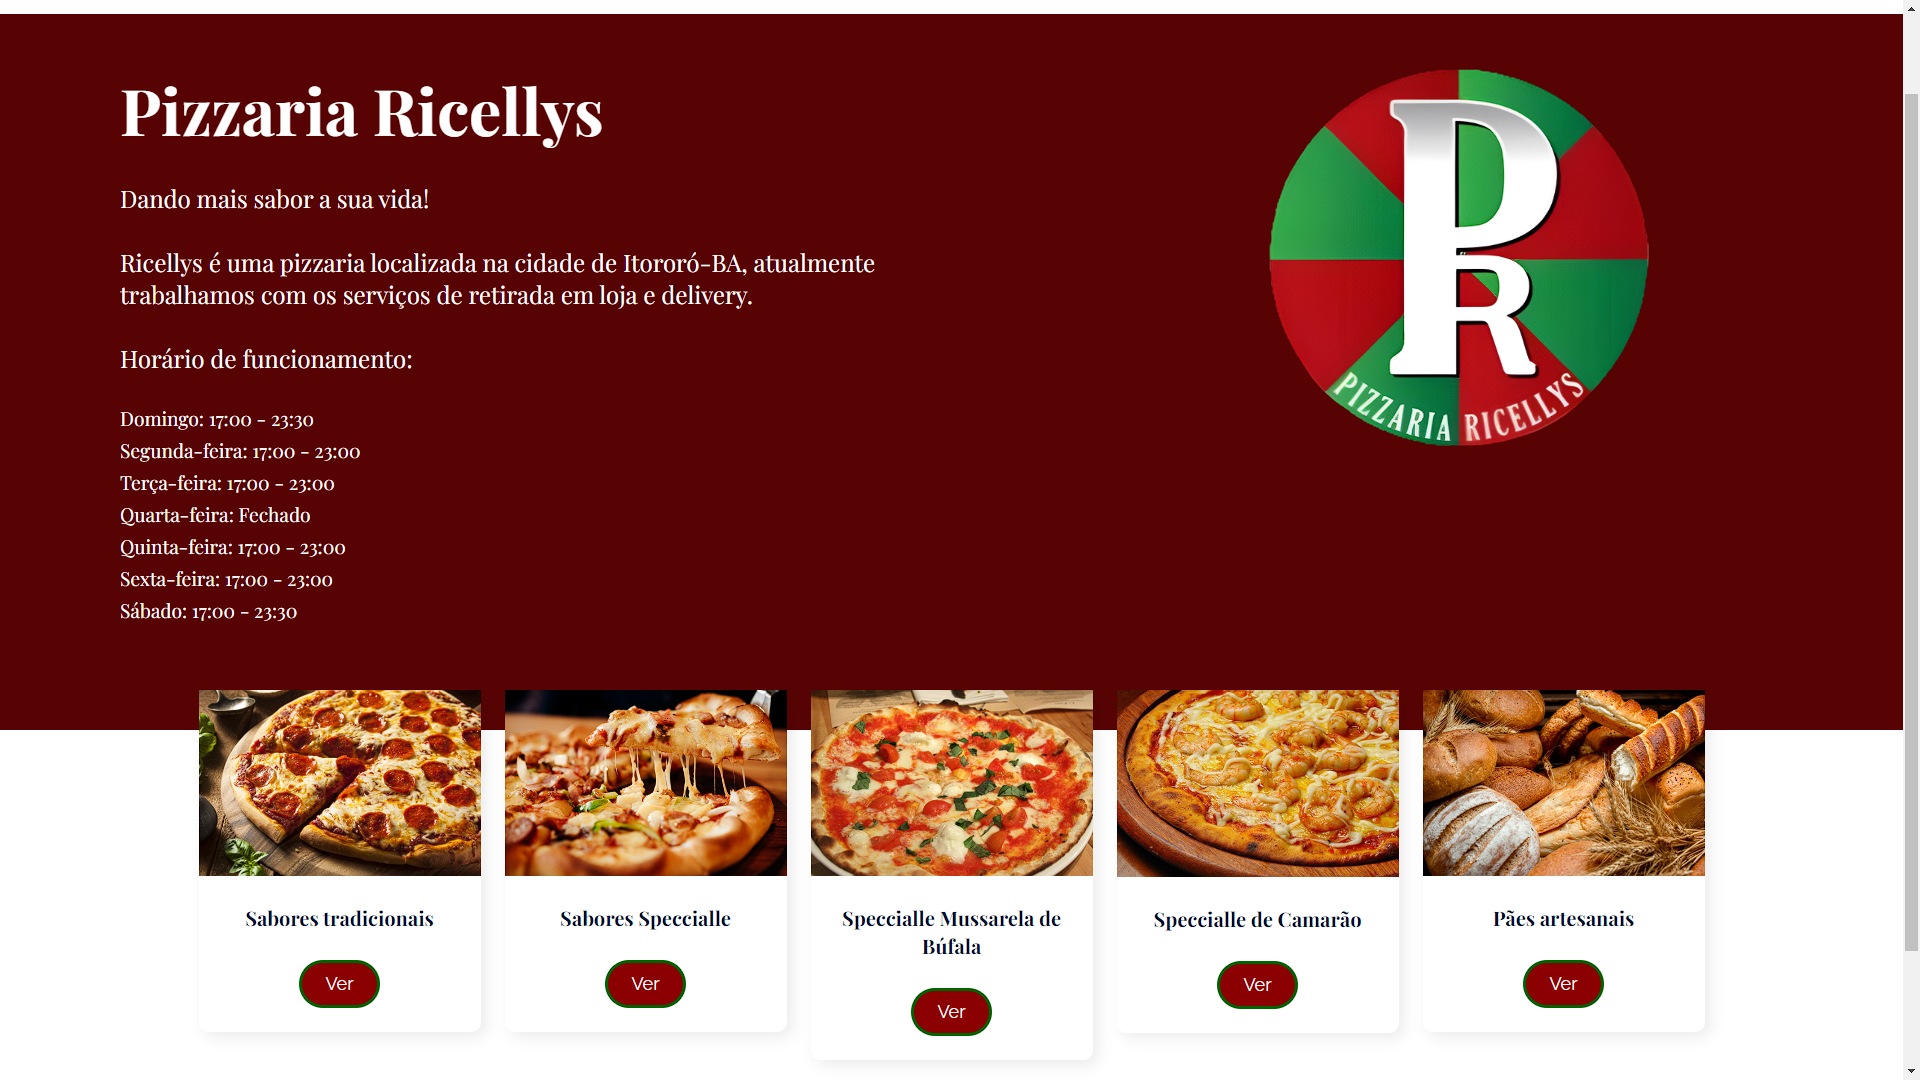 Pizzaria Ricellys
Dando mais sabor a sua vida!
Ricellys é uma pizzaria localizada na cidade de Itororó-BA, atualmente
trabalhamos com os serviços de retirada em loja e delivery.
Horário de funcionamento:
Domingo: 17:00 - 23:30
Segunda-feira: 17:00 - 23:00
Terça-feira: 17:00 - 23:00
Quarta-feira: Fechado
Quinta-feira: 17:00 - 23:00
Sexta-feira: 17:00 - 23:00
Sábado: 17:00 - 23:30
PR
PIZZARIA RICELLYS
Sabores tradicionais
Ver
Sabores Speccialle
Ver
Speccialle Mussarela de
Búfala
Ver
Speccialle de Camarão
Ver
Pães artesanais
Ver